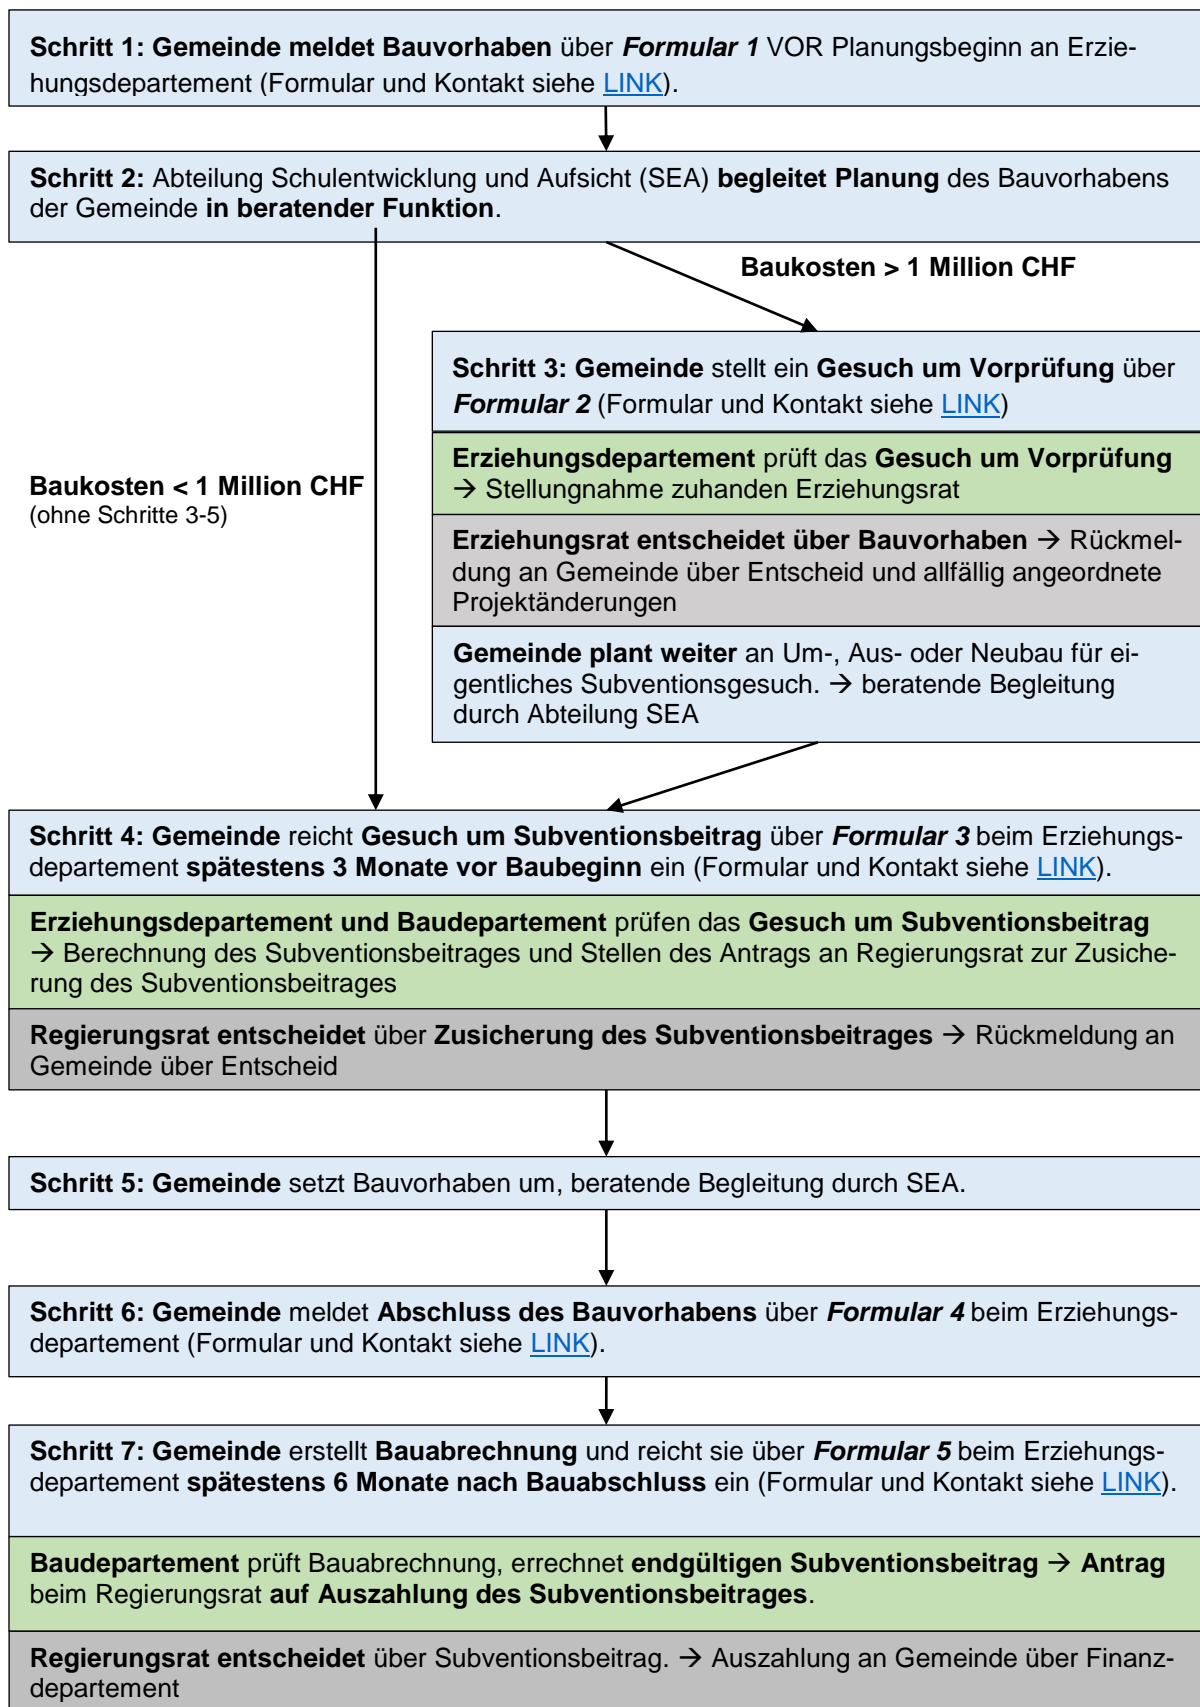 Schritt 1: Gemeinde meldet Bauvorhaben über Formular 1 VOR Planungsbeginn an Erzie-
hungsdepartement (Formular und Kontakt siehe LINK).
Schritt 2: Abteilung Schulentwicklung und Aufsicht (SEA) begleitet Planung des Bauvorhabens
der Gemeinde in beratender Funktion.
Baukosten > 1 Million CHF
Schritt 3: Gemeinde stellt ein Gesuch um Vorprüfung über
Formular 2 (Formular und Kontakt siehe LINK)
Erziehungsdepartement prüft das Gesuch um Vorprüfung
→ Stellungnahme zuhanden Erziehungsrat
Baukosten < 1 Million CHF
(ohne Schritte 3-5)
Erziehungsrat entscheidet über Bauvorhaben → Rückmel-
dung an Gemeinde über Entscheid und allfällig angeordnete
Projektänderungen
Gemeinde plant weiter an Um-, Aus- oder Neubau für ei-
gentliches Subventionsgesuch. → beratende Begleitung
durch Abteilung SEA
Schritt 4: Gemeinde reicht Gesuch um Subventionsbeitrag über Formular 3 beim Erziehungs-
departement spätestens 3 Monate vor Baubeginn ein (Formular und Kontakt siehe LINK).
Erziehungsdepartement und Baudepartement prüfen das Gesuch um Subventionsbeitrag
→ Berechnung des Subventionsbeitrages und Stellen des Antrags an Regierungsrat zur Zusiche-
rung des Subventionsbeitrages
Regierungsrat entscheidet über Zusicherung des Subventionsbeitrages → Rückmeldung an
Gemeinde über Entscheid
Schritt 5: Gemeinde setzt Bauvorhaben um, beratende Begleitung durch SEA.
Schritt 6: Gemeinde meldet Abschluss des Bauvorhabens über Formular 4 beim Erziehungs-
departement (Formular und Kontakt siehe LINK).
Schritt 7: Gemeinde erstellt Bauabrechnung und reicht sie über Formular 5 beim Erziehungs-
departement spätestens 6 Monate nach Bauabschluss ein (Formular und Kontakt siehe LINK).
Baudepartement prüft Bauabrechnung, errechnet endgültigen Subventionsbeitrag → Antrag
beim Regierungsrat auf Auszahlung des Subventionsbeitrages.
Regierungsrat entscheidet über Subventionsbeitrag. → Auszahlung an Gemeinde über Finanz-
departement